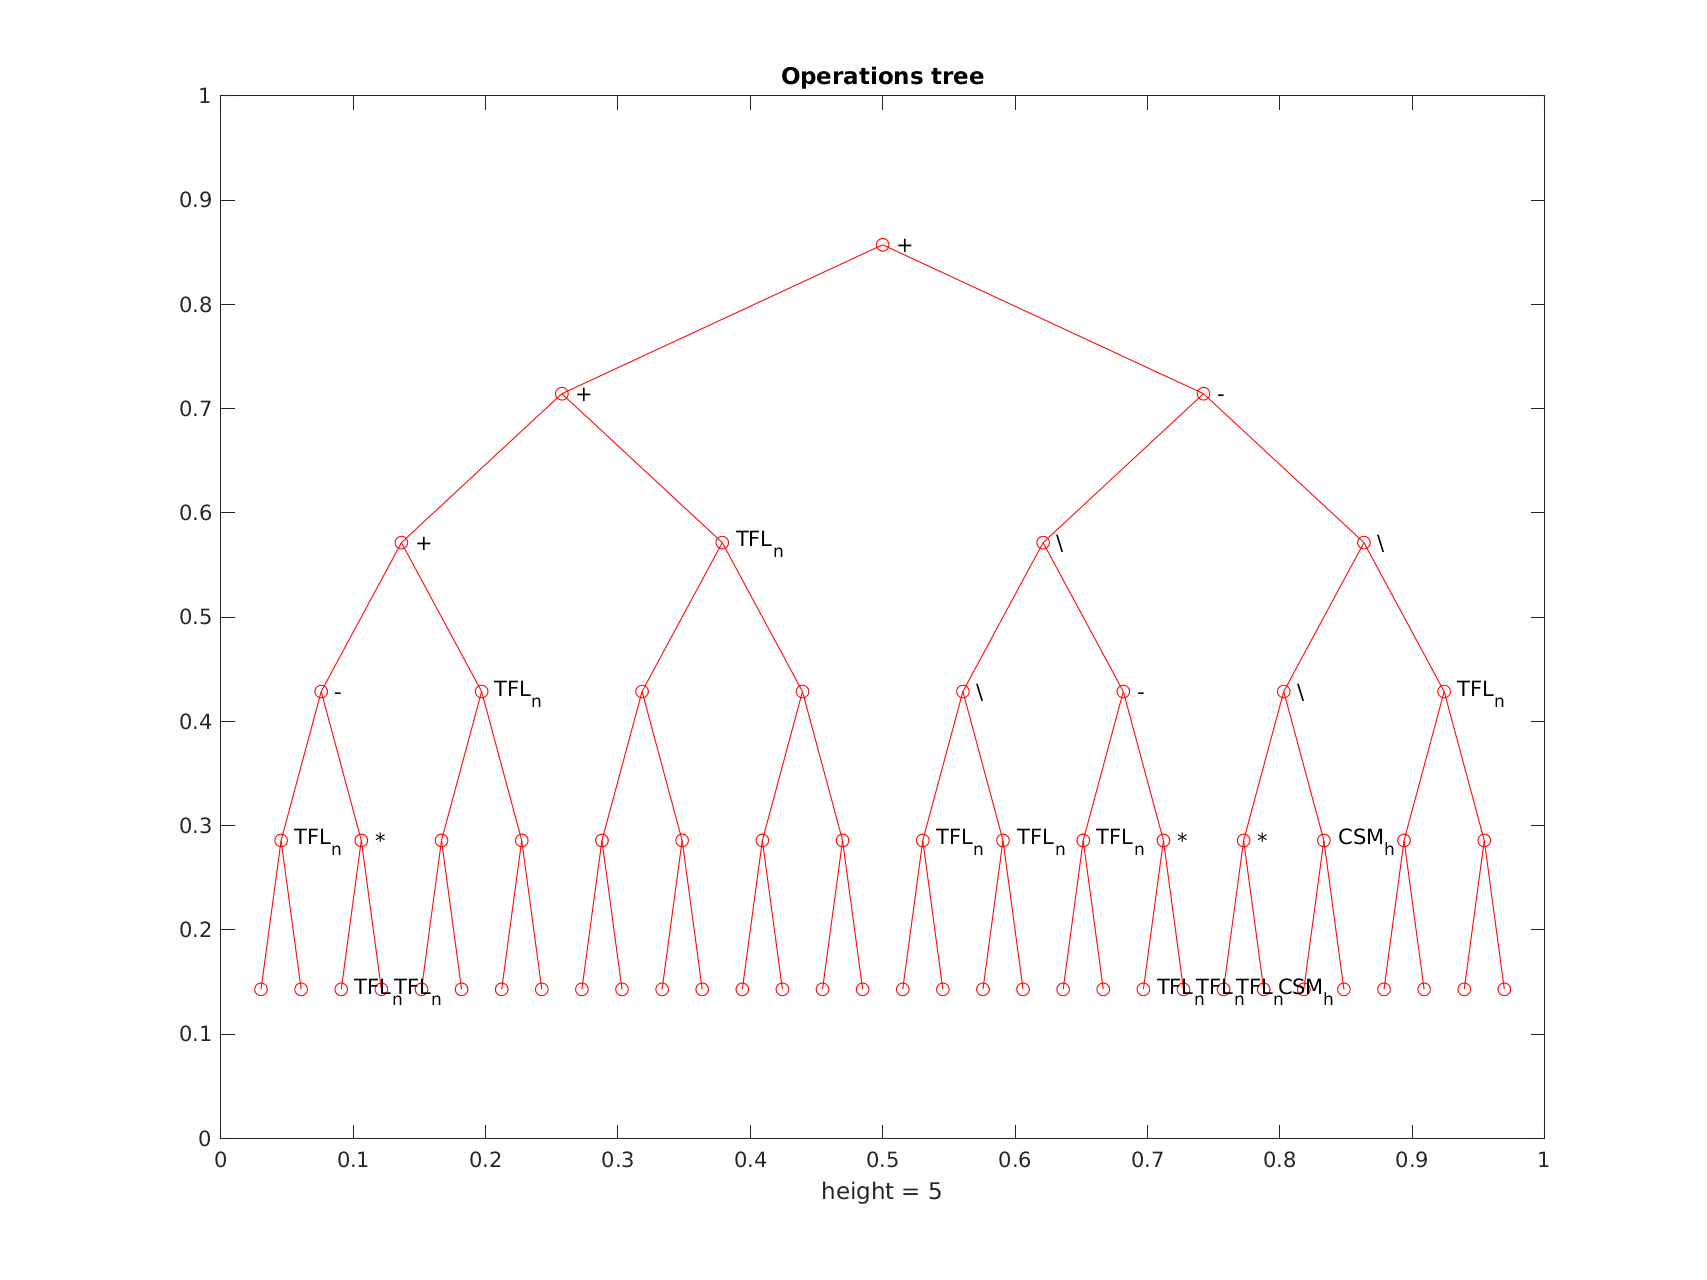 Operations tree
1
0.9
+
0.8
+ -
0.7
0.6
+ TFL_n \ \
0.5
- TFL_n \ - \ TFL_n
0.4
0.3
TFL_n * TFL_n TFL_n TFL_n * * CSM_h
0.2
TFL_n TFL_n TFL_n TFL_n TFL_n CSM_h
0.1
0
0 0.1 0.2 0.3 0.4 0.5 0.6 0.7 0.8 0.9 1
height = 5